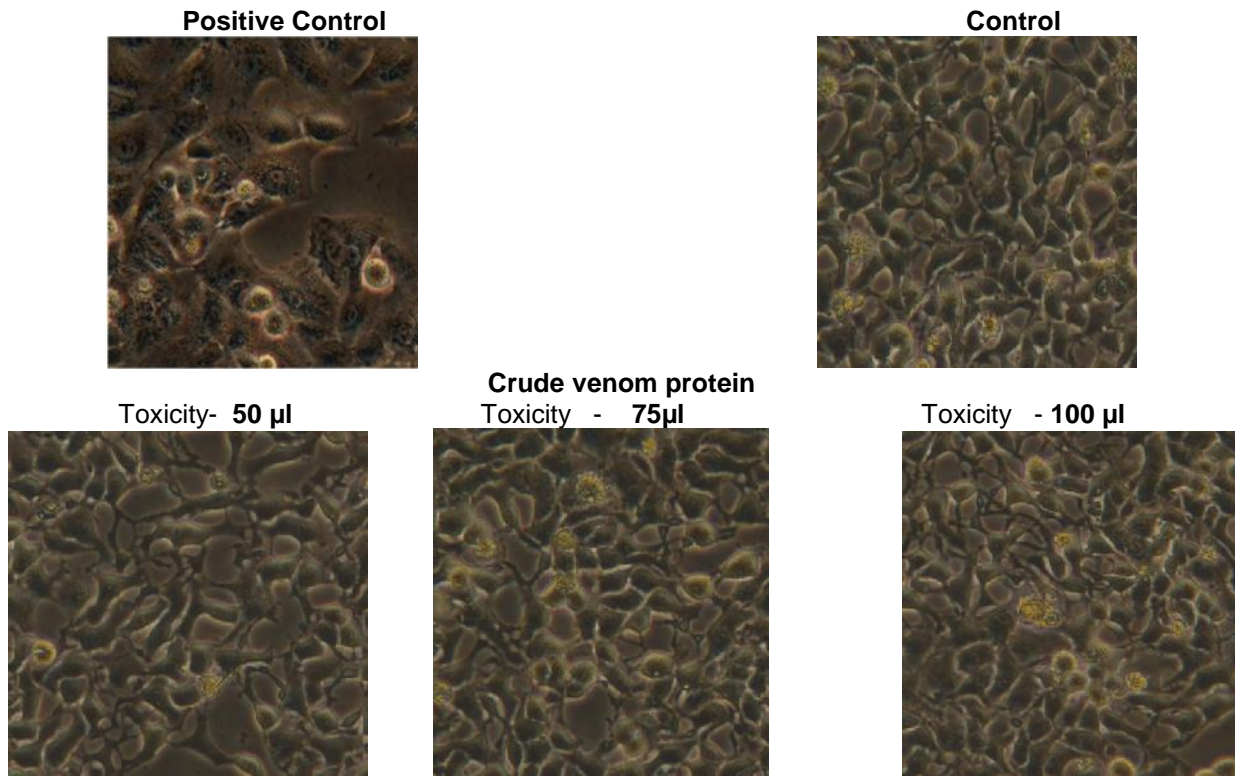 Positive Control
Control
Crude venom protein
Toxicity- 50 µl
Toxicity - 75µl
Toxicity - 100 µl